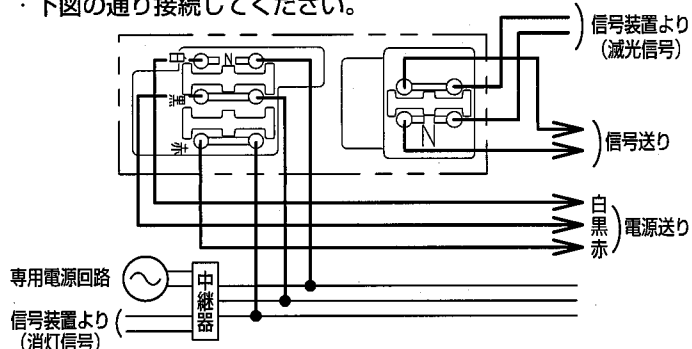 ・下図の通り接続してください。
信号装置より
(減光信号)
白
N
黒
赤
N
信号送り
白
黒
赤
電源送り
専用電源回路
中継器
信号装置より
(消灯信号)